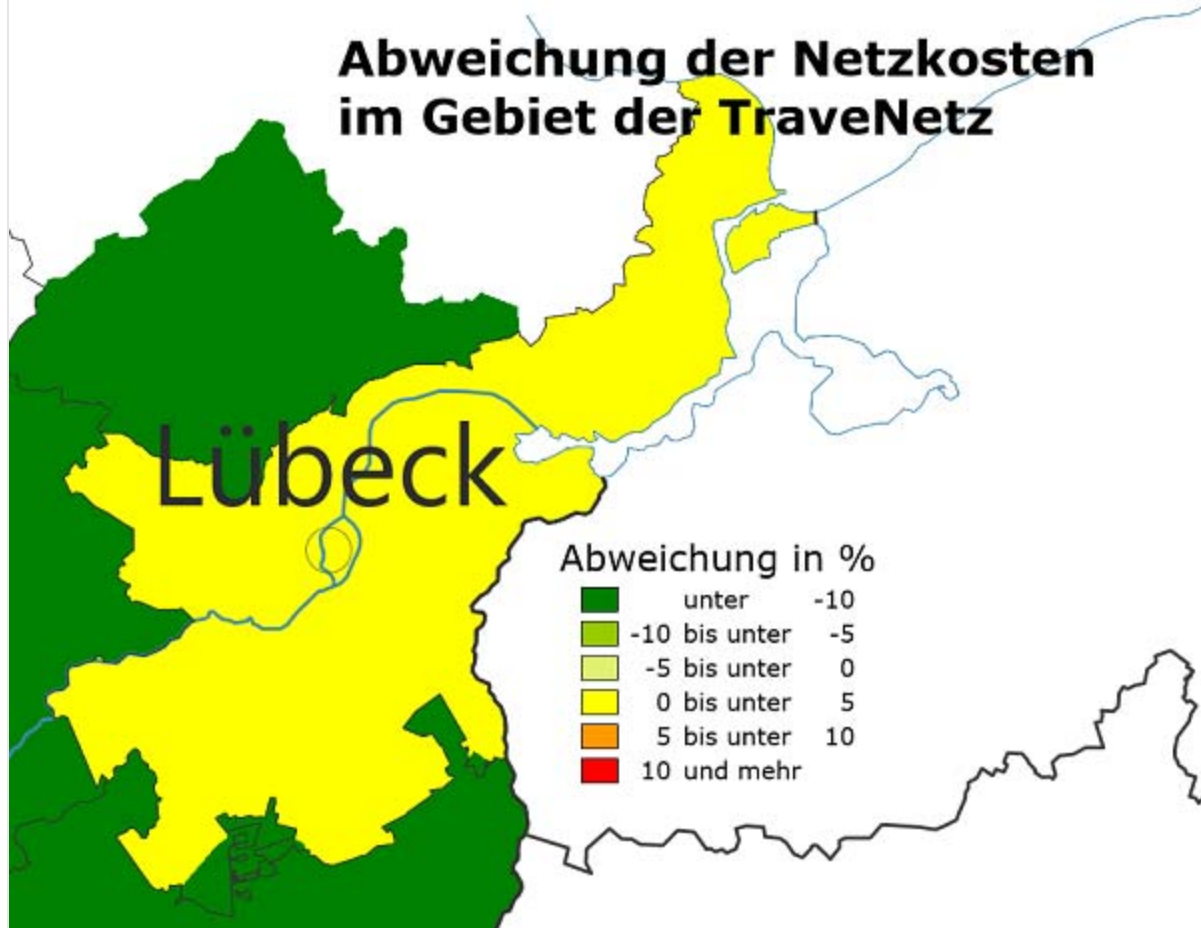 Abweichung der Netzkosten
im Gebiet der TraveNetz
Lübeck
Abweichung in %
unter -10
-10 bis unter -5
-5 bis unter 0
0 bis unter 5
5 bis unter 10
10 und mehr